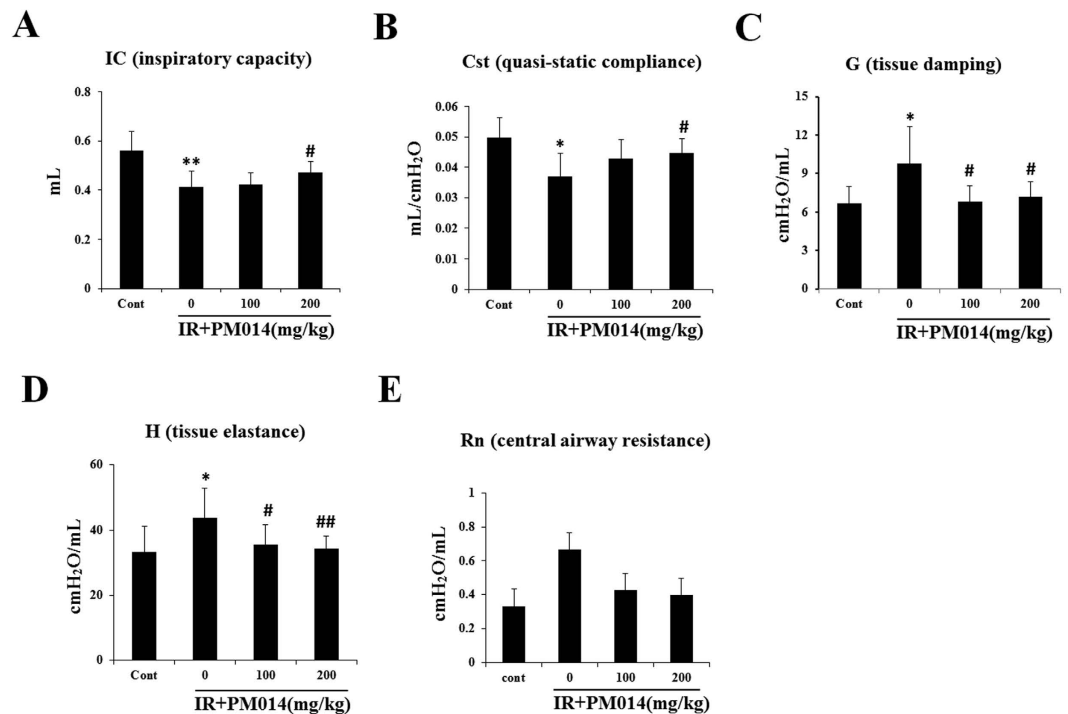 A
IC (inspiratory capacity)
mL
0.8
0.6
0.4
0.2
0
**
#
Cont
0
100
200
IR+PM014(mg/kg)
B
Cst (quasi-static compliance)
mL/cmH₂O
0.06
0.05
0.04
0.03
0.02
0.01
0.00
*
#
Cont
0
100
200
IR+PM014(mg/kg)
C
G (tissue damping)
cmH₂O/mL
15
12
9
6
3
0
*
#
#
Cont
0
100
200
IR+PM014(mg/kg)
D
H (tissue elastance)
cmH₂O/mL
60
40
20
0
*
#
##
Cont
0
100
200
IR+PM014(mg/kg)
E
Rn (central airway resistance)
cmH₂O/mL
1
0.8
0.6
0.4
0.2
0
cont
0
100
200
IR+PM014(mg/kg)